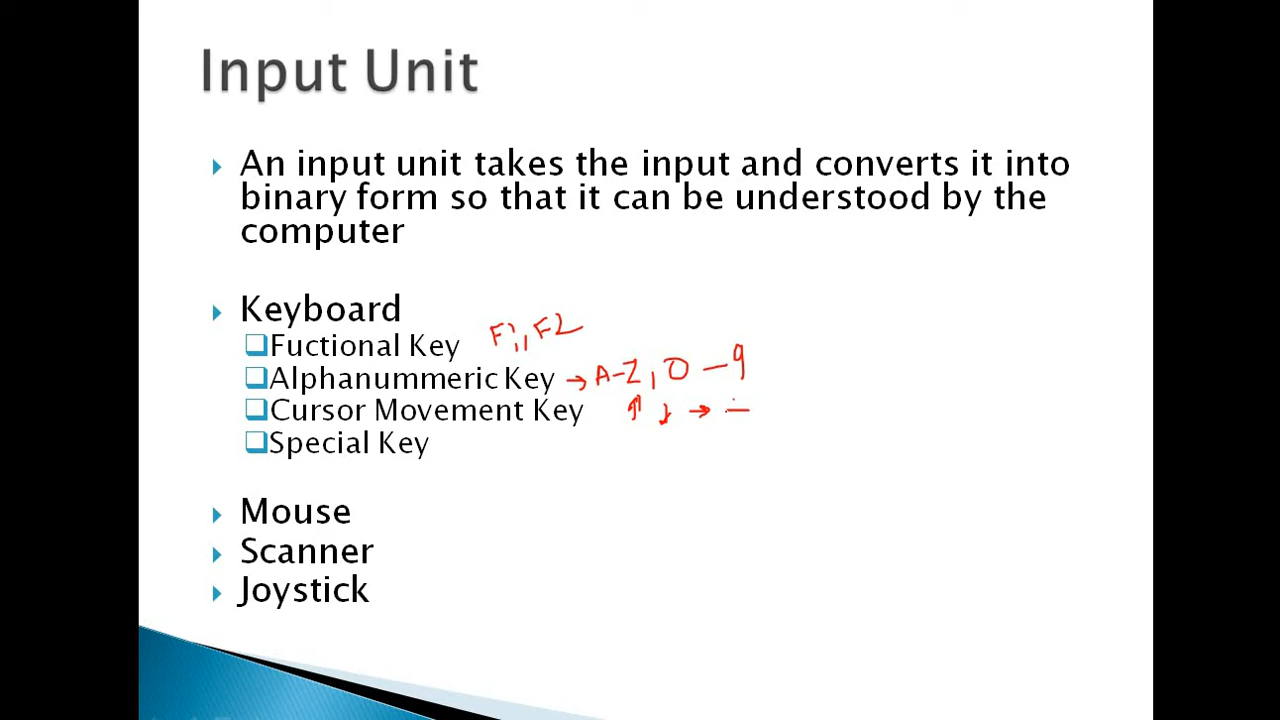 Input Unit
An input unit takes the input and converts it into
binary form so that it can be understood by the
computer
Keyboard
Fuctional Key F1, F2
Alphanummeric Key → A-Z, 0-9
Cursor Movement Key ↑ ↓ →
Special Key
Mouse
Scanner
Joystick